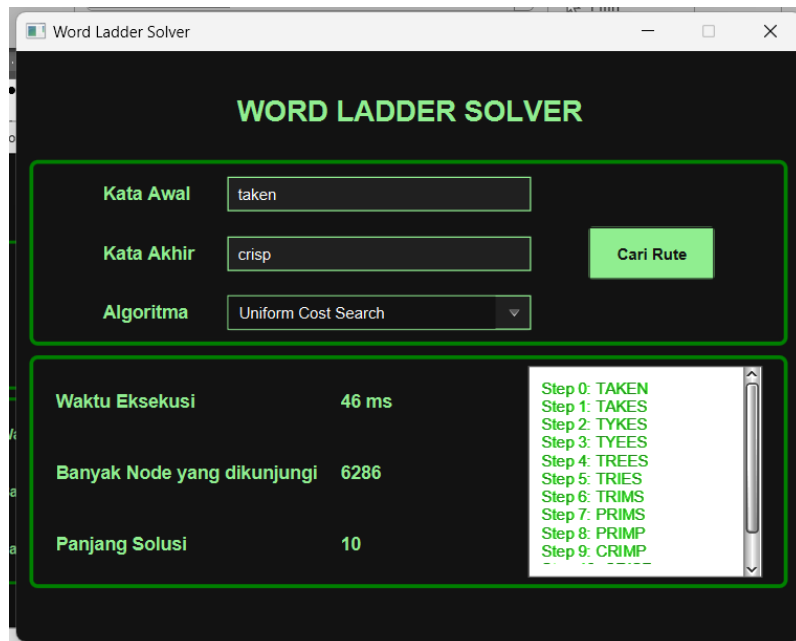 Word Ladder Solver
WORD LADDER SOLVER
Kata Awal
taken
Kata Akhir
crisp
Cari Rute
Algoritma
Uniform Cost Search
Waktu Eksekusi
46 ms
Banyak Node yang dikunjungi
6286
Panjang Solusi
10
Step 0: TAKEN
Step 1: TAKES
Step 2: TYKES
Step 3: TYEES
Step 4: TREES
Step 5: TRIES
Step 6: TRIMS
Step 7: PRIMS
Step 8: PRIMP
Step 9: CRIMP